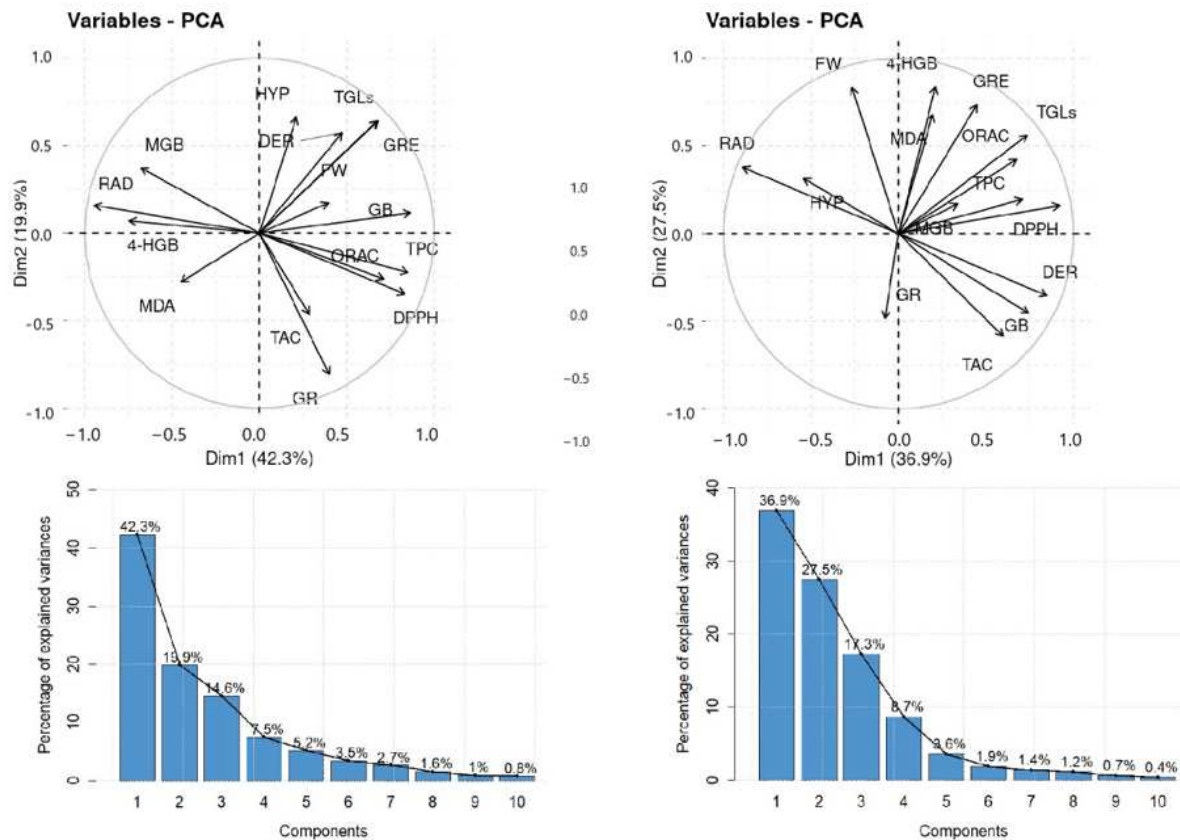 Variables - PCA
1.0
0.5
0.0
−0.5
−1.0
Dim2 (19.9%)
HYP
TGLs
DER
GRE
MGB
FW
RAD
GB
4-HGB
ORAC
TPC
MDA
DPPH
TAC
GR
−1.0
−0.5
0.0
0.5
1.0
Dim1 (42.3%)
1.0
0.5
0.0
−0.5
−1.0
Variables - PCA
1.0
0.5
0.0
−0.5
−1.0
Dim2 (27.5%)
FW
4-HGB
GRE
TGLs
RAD
MDA
ORAC
TPC
HYP
MGB
DPPH
DER
GR
GB
TAC
−1.0
−0.5
0.0
0.5
1.0
Dim1 (36.9%)
Percentage of explained variances
50
40
30
20
10
0
42.3%
19.9%
14.6%
7.5%
5.2%
3.5%
2.7%
1.6%
1%
0.8%
1 2 3 4 5 6 7 8 9 10
Components
Percentage of explained variances
40
30
20
10
0
36.9%
27.5%
17.3%
8.7%
3.6%
1.9%
1.4%
1.2%
0.7%
0.4%
1 2 3 4 5 6 7 8 9 10
Components